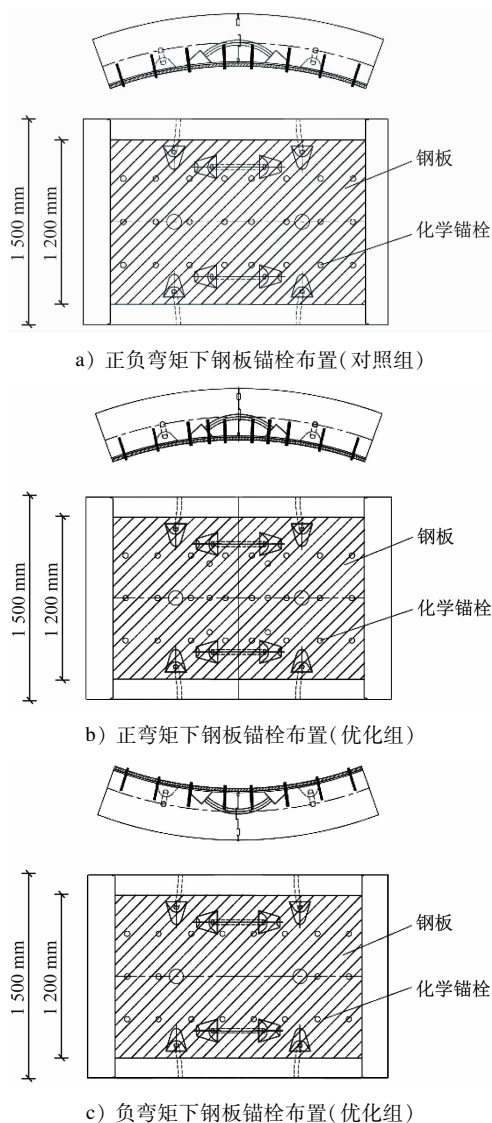 1 500 mm
1 200 mm
钢板
化学锚栓
a）正负弯矩下钢板锚栓布置（对照组）
1 500 mm
1 200 mm
钢板
化学锚栓
b）正弯矩下钢板锚栓布置（优化组）
1 500 mm
1 200 mm
钢板
化学锚栓
c）负弯矩下钢板锚栓布置（优化组）